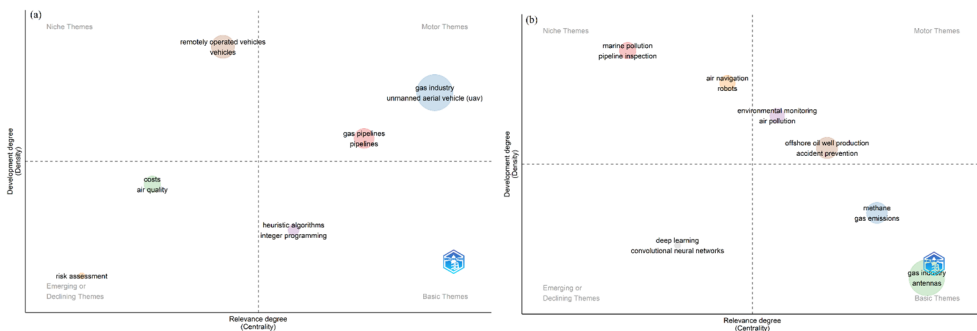 (a)
Niche Themes
Motor Themes
remotely operated vehicles
vehicles
gas industry
unmanned aerial vehicle (uav)
gas pipelines
pipelines
Development degree
(Density)
costs
air quality
heuristic algorithms
integer programming
risk assessment
Emerging or
Declining Themes
Basic Themes
Relevance degree
(Centrality)
(b)
Niche Themes
Motor Themes
marine pollution
pipeline inspection
air navigation
robots
environmental monitoring
air pollution
offshore oil well production
accident prevention
Development degree
(Density)
methane
gas emissions
deep learning
convolutional neural networks
gas industry
antennas
Emerging or
Declining Themes
Basic Themes
Relevance degree
(Centrality)